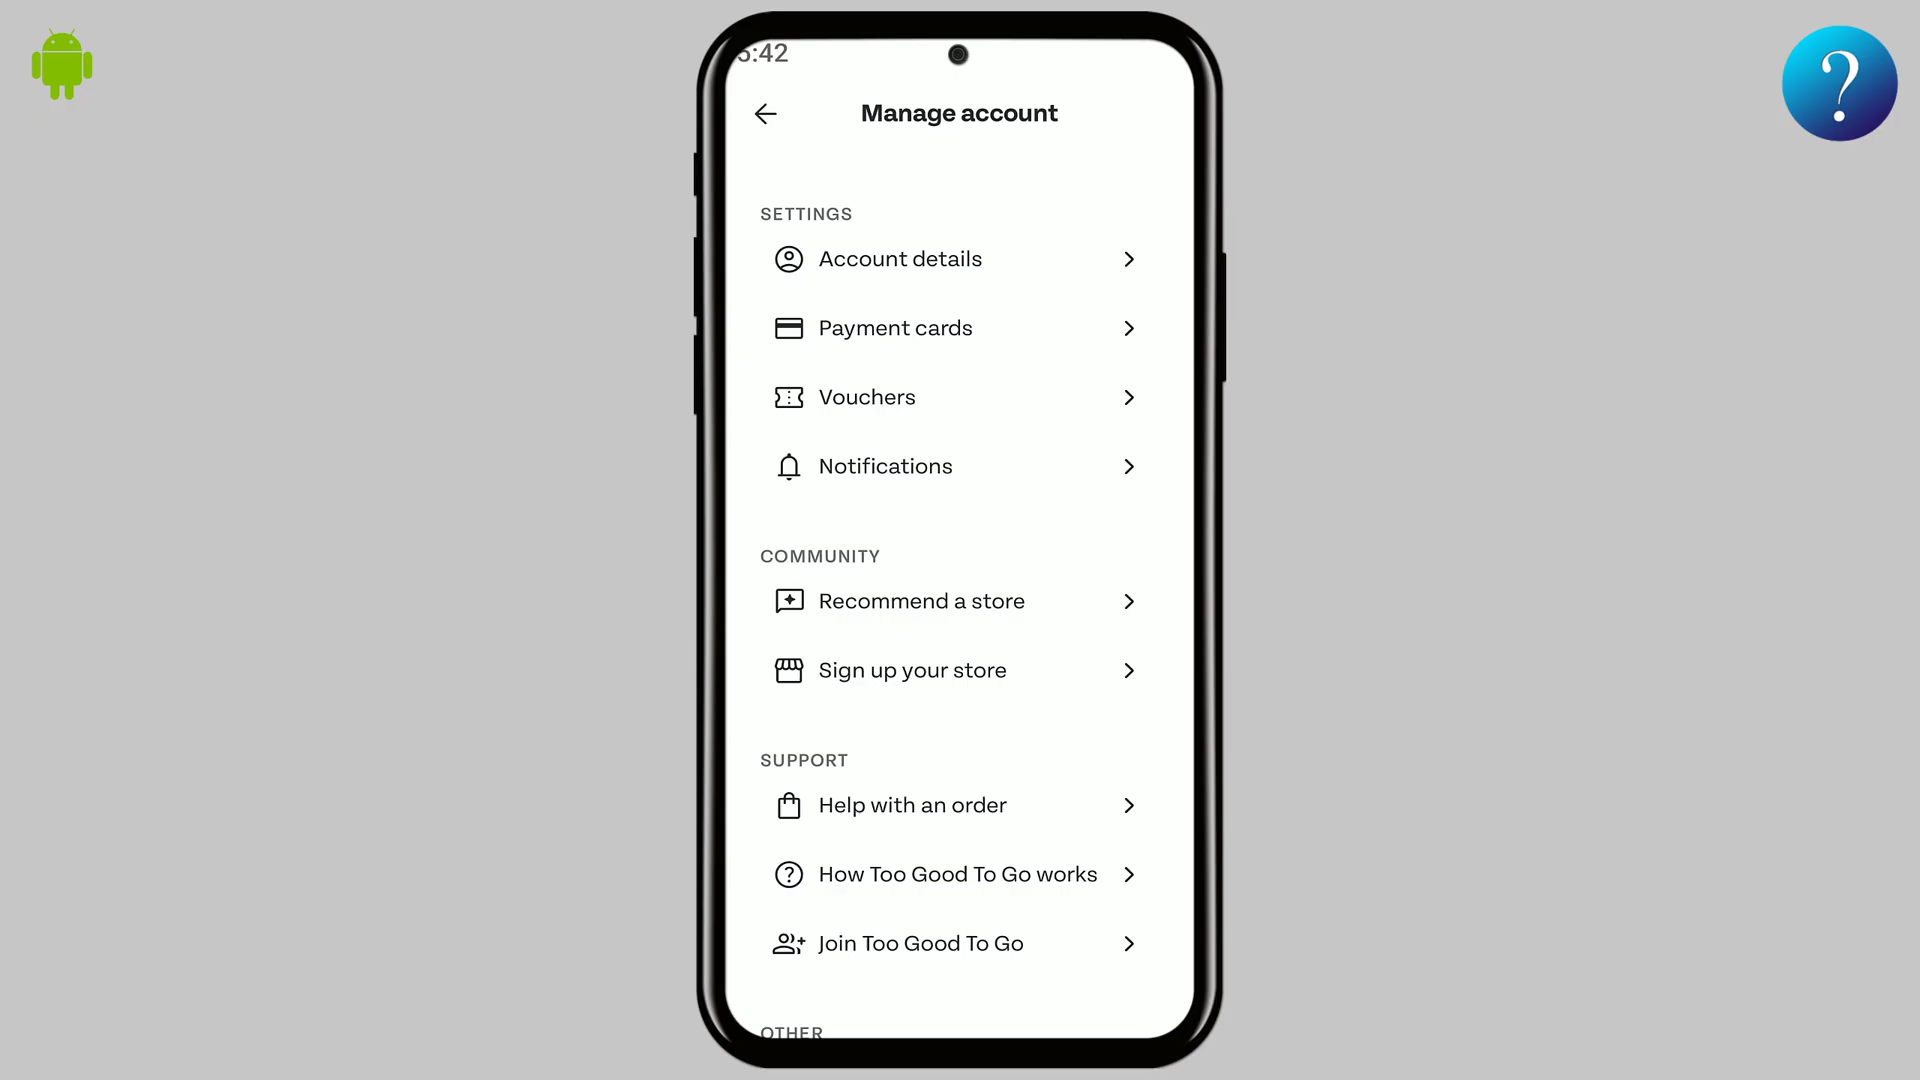 5:42
Manage account
SETTINGS
Account details
Payment cards
Vouchers
Notifications
COMMUNITY
Recommend a store
Sign up your store
SUPPORT
Help with an order
How Too Good To Go works
Join Too Good To Go
OTHER
?